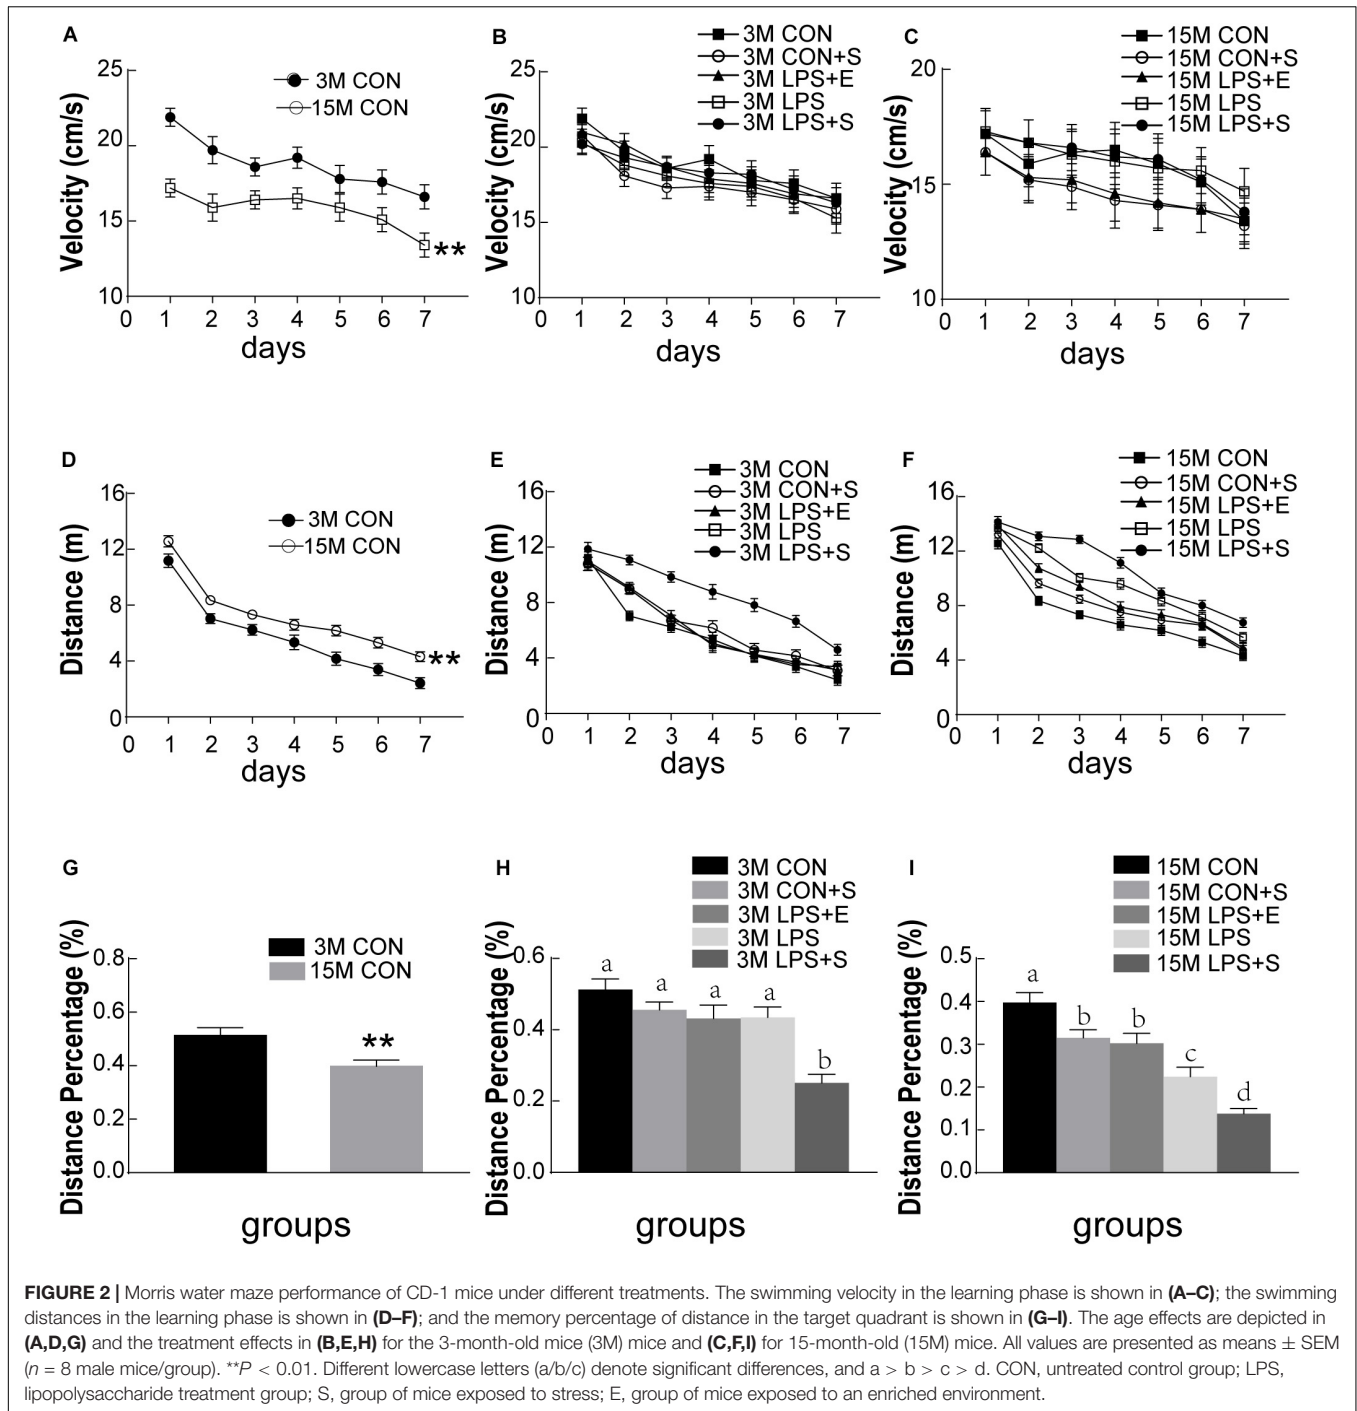 A
3M CON
15M CON
Velocity (cm/s)
25
20
15
10
0 1 2 3 4 5 6 7
**
days
B
3M CON
3M CON+S
3M LPS+E
3M LPS
3M LPS+S
Velocity (cm/s)
25
20
15
10
0 1 2 3 4 5 6 7
days
C
15M CON
15M CON+S
15M LPS+E
15M LPS
15M LPS+S
Velocity (cm/s)
20
15
10
0 1 2 3 4 5 6 7
days
D
3M CON
15M CON
Distance (m)
16
12
8
4
0
0 1 2 3 4 5 6 7
**
days
E
3M CON
3M CON+S
3M LPS+E
3M LPS
3M LPS+S
Distance (m)
16
12
8
4
0
0 1 2 3 4 5 6 7
days
F
15M CON
15M CON+S
15M LPS+E
15M LPS
15M LPS+S
Distance (m)
16
12
8
4
0
0 1 2 3 4 5 6 7
days
G
3M CON
15M CON
Distance Percentage (%)
0.8
0.6
0.4
0.2
0.0
**
groups
H
3M CON
3M CON+S
3M LPS+E
3M LPS
3M LPS+S
Distance Percentage (%)
0.6
0.4
0.2
0.0
a a a a b
groups
I
15M CON
15M CON+S
15M LPS+E
15M LPS
15M LPS+S
Distance Percentage (%)
0.5
0.4
0.3
0.2
0.1
0.0
a b b c d
groups
FIGURE 2 | Morris water maze performance of CD-1 mice under different treatments. The swimming velocity in the learning phase is shown in (A–C); the swimming
distances in the learning phase is shown in (D–F); and the memory percentage of distance in the target quadrant is shown in (G–I). The age effects are depicted in
(A,D,G) and the treatment effects in (B,E,H) for the 3-month-old mice (3M) mice and (C,F,I) for 15-month-old (15M) mice. All values are presented as means ± SEM
(n = 8 male mice/group). **P < 0.01. Different lowercase letters (a/b/c) denote significant differences, and a > b > c > d. CON, untreated control group; LPS,
lipopolysaccharide treatment group; S, group of mice exposed to stress; E, group of mice exposed to an enriched environment.